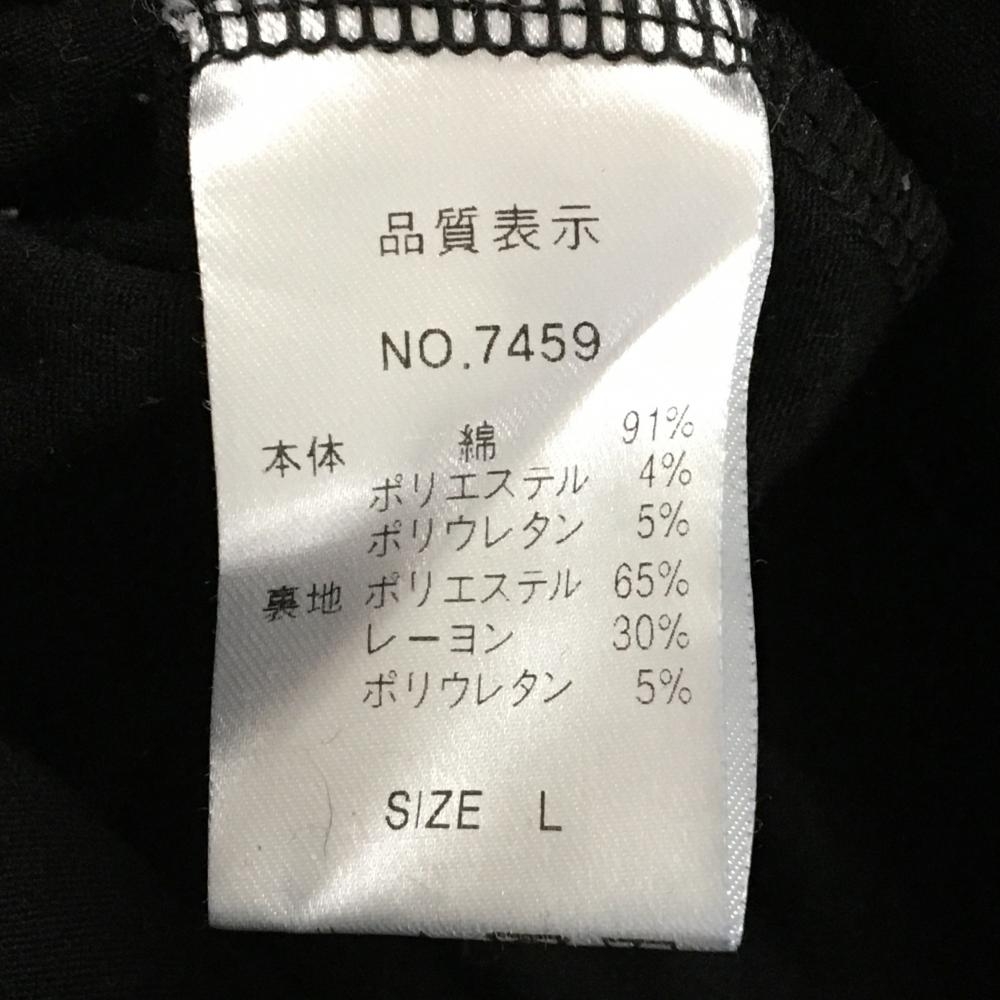 品質表示
NO.7459
本体 綿 91%
ポリエステル 4%
ポリウレタン 5%
裏地 ポリエステル 65%
レーヨン 30%
ポリウレタン 5%
SIZE L